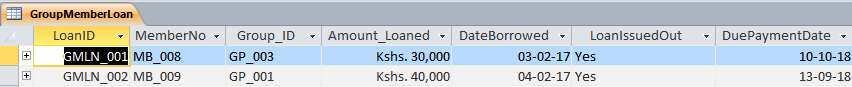 GroupMemberLoan
LoanID MemberNo Group_ID Amount_Loaned DateBorrowed LoanIssuedOut DuePaymentDate
GMLN_001 MB_008 GP_003 Kshs. 30,000 03-02-17 Yes 10-10-18
GMLN_002 MB_009 GP_001 Kshs. 40,000 04-02-17 Yes 13-09-18